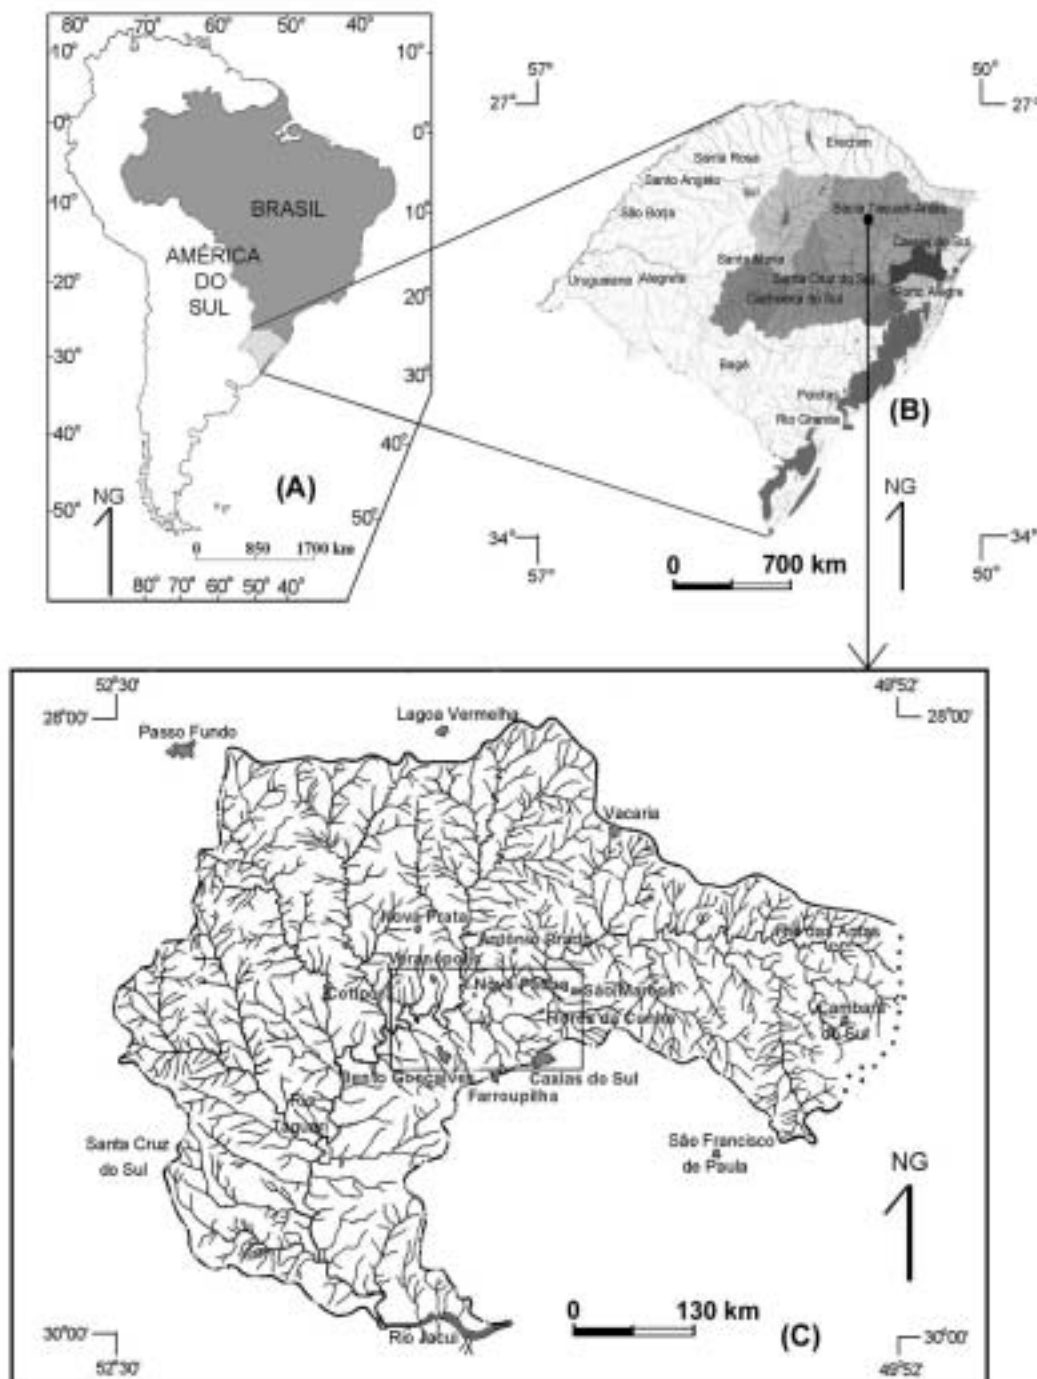 80° 70° 60° 50° 40°
10° 10°
0° 0°
10° 10°
20° 20°
30° 30°
40° 40°
50° 50°
BRASIL
AMÉRICA
DO
SUL
(A)
NG
0 850 1700 km
80° 70° 60° 50° 40°
57° 50°
27° 27°
Erechim
Santa Rosa
Santo Angelo
São Borja
Caxias do Sul
Santa Maria
Uruguaiana
Alegrete
Santa Cruz do Sul
Cachoeira do Sul
Porto Alegre
Bagé
Pelotas
Rio Grande
(B)
NG
34° 34°
57° 50°
0 700 km
52°30' 49°52'
28°00' 28°00'
Lagoa Vermelha
Passo Fundo
Vacaria
Nova Prata
Antônio Prado
Veranópolis
Cotiporã
São Marcos
Flores da Cunha
Cambará
do Sul
Bento Gonçalves
Caxias do Sul
Farroupilha
Rio
Taquari
Santa Cruz
do Sul
São Francisco
de Paula
NG
0 130 km
(C)
Rio Jacuí
30°00' 30°00'
52°30' 49°52'